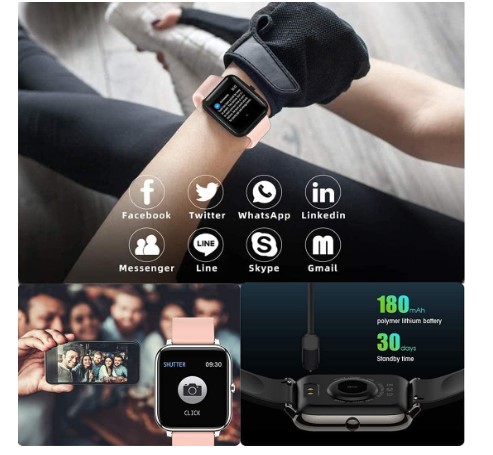 Facebook Twitter WhatsApp Linkedin
LINE
Messenger Line Skype Gmail
180mAh
polymer lithium battery
30days
Standby time
SHUTTER 09:30
CLICK